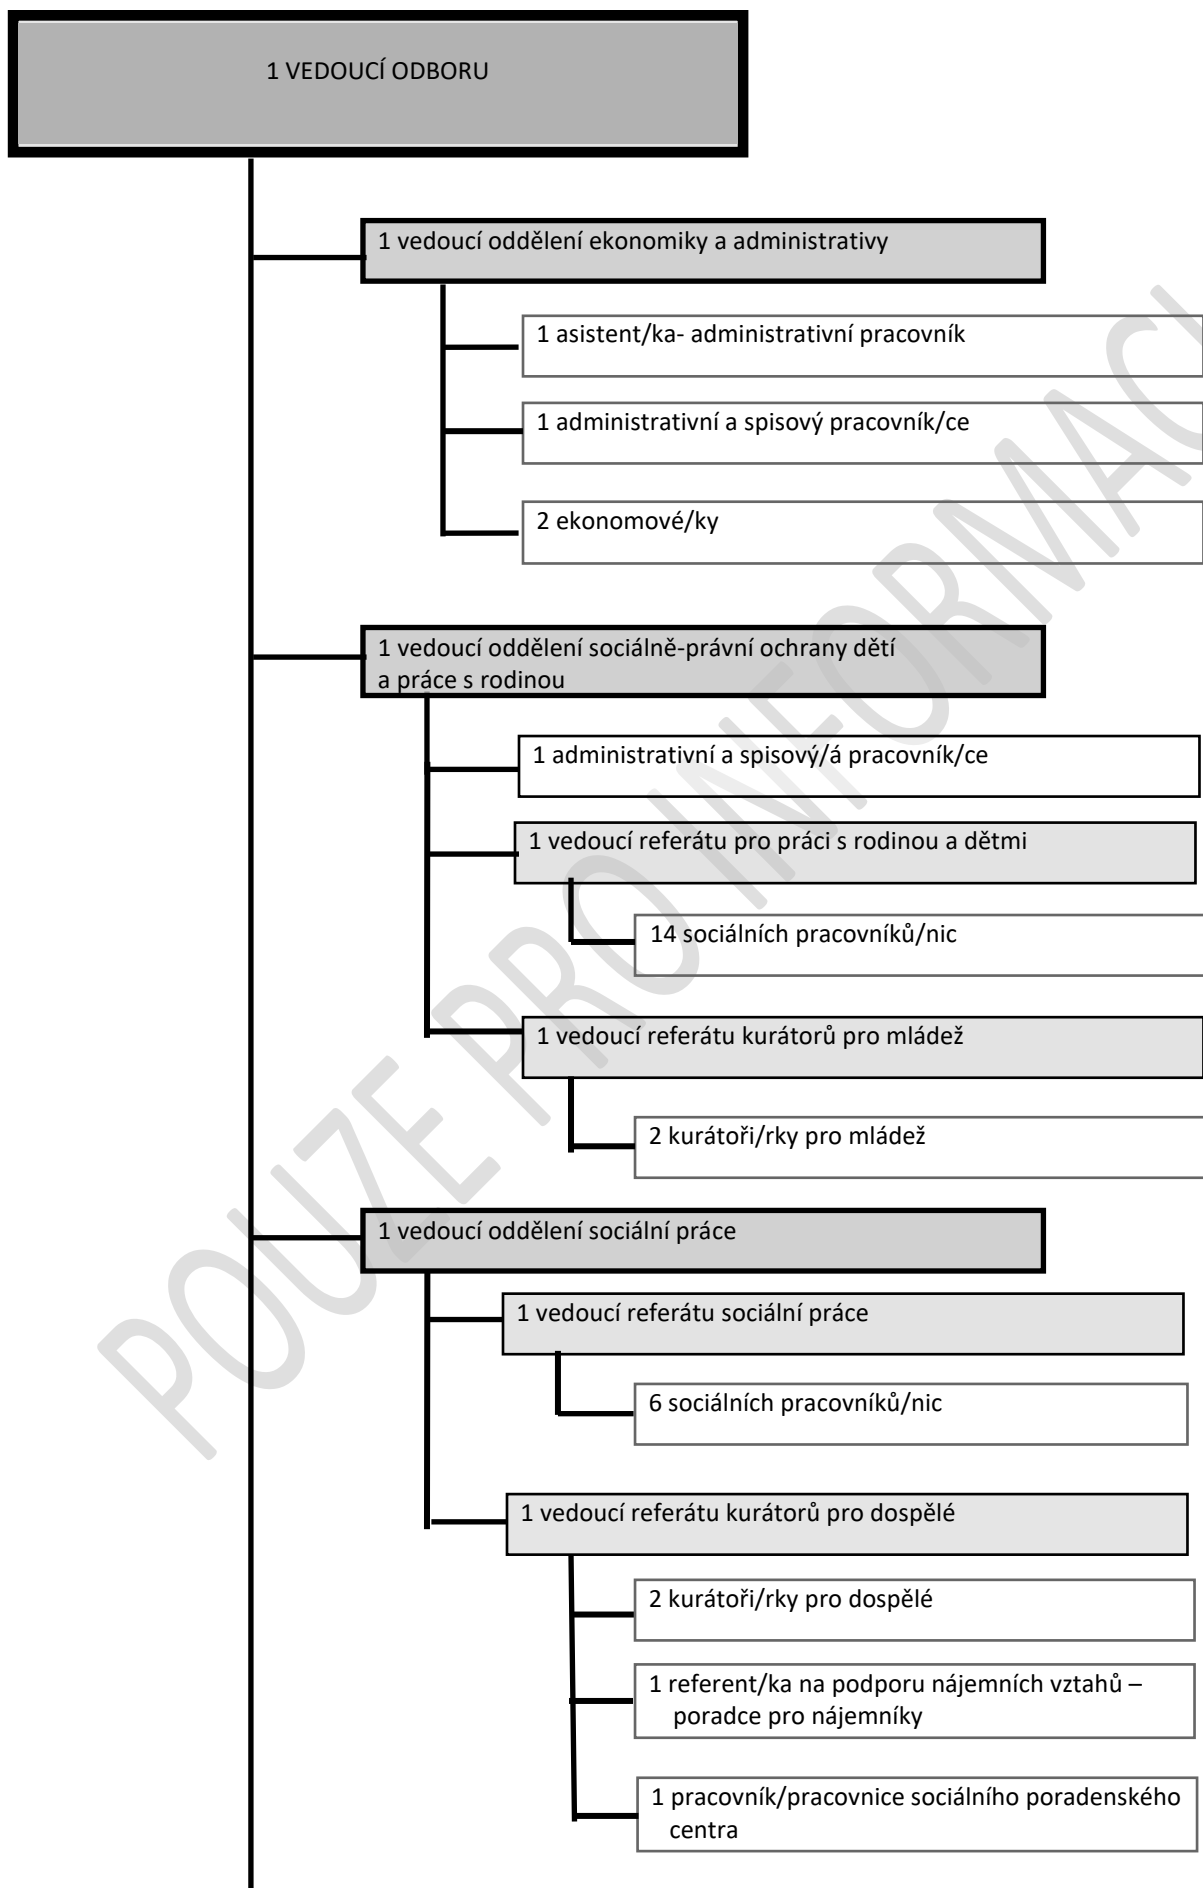 1 VEDOUCÍ ODBORU
1 vedoucí oddělení ekonomiky a administrativy
1 asistent/ka- administrativní pracovník
1 administrativní a spisový pracovník/ce
2 ekonomové/ky
1 vedoucí oddělení sociálně-právní ochrany dětí
a práce s rodinou
1 administrativní a spisový/á pracovník/ce
1 vedoucí referátu pro práci s rodinou a dětmi
14 sociálních pracovníků/nic
1 vedoucí referátu kurátorů pro mládež
2 kurátoři/rky pro mládež
1 vedoucí oddělení sociální práce
1 vedoucí referátu sociální práce
6 sociálních pracovníků/nic
1 vedoucí referátu kurátorů pro dospělé
2 kurátoři/rky pro dospělé
1 referent/ka na podporu nájemních vztahů –
poradce pro nájemníky
1 pracovník/pracovnice sociálního poradenského
centra
POUZE PRO INFORMACI